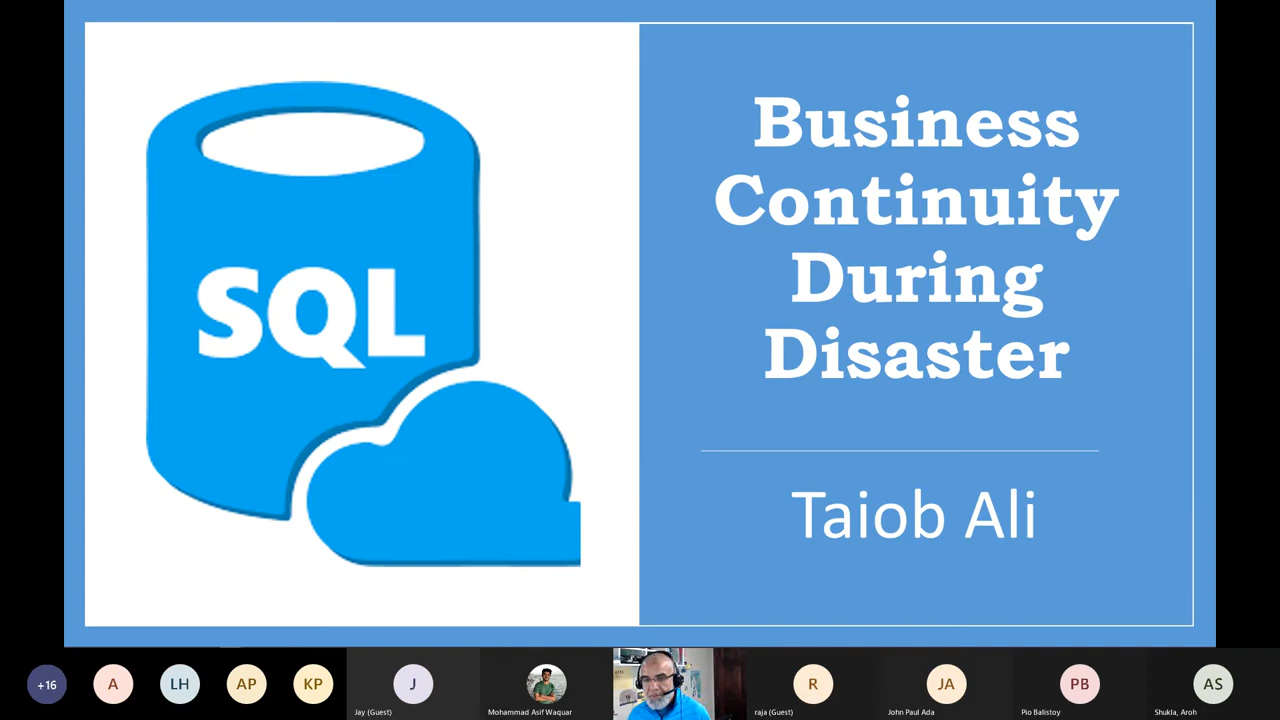 SQL
Business
Continuity
During
Disaster
Taiob Ali
+16
A
LH
AP
KP
J
Jay (Guest)
Mohammad Asif Waquar
R
raja (Guest)
JA
John Paul Ada
PB
Pio Balistoy
AS
Shukla, Aroh